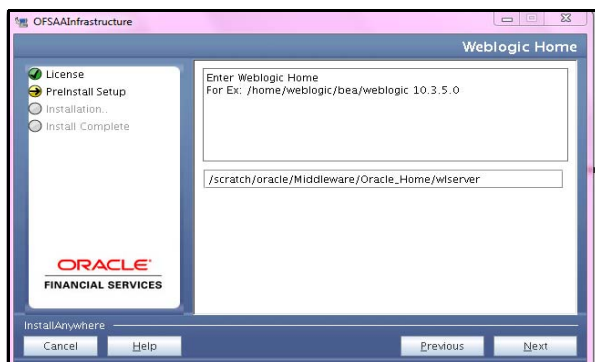 OFSAAInfrastructure
Weblogic Home
License
PreInstall Setup
Installation..
Install Complete
Enter Weblogic Home
For Ex: /home/weblogic/bea/weblogic 10.3.5.0
/scratch/oracle/Middleware/Oracle_Home/wlserver
ORACLE
FINANCIAL SERVICES
InstallAnywhere
Cancel Help Previous Next